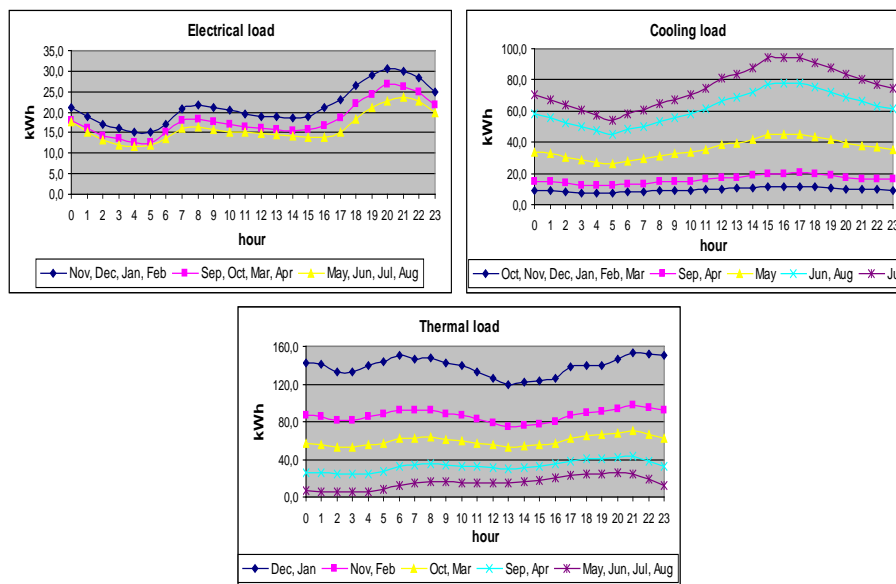 Electrical load
35,0
30,0
25,0
20,0
15,0
10,0
5,0
0,0
kWh
0 1 2 3 4 5 6 7 8 9 10 11 12 13 14 15 16 17 18 19 20 21 22 23
hour
Nov, Dec, Jan, Feb Sep, Oct, Mar, Apr May, Jun, Jul, Aug
Cooling load
100,0
80,0
60,0
40,0
20,0
0,0
kWh
0 1 2 3 4 5 6 7 8 9 10 11 12 13 14 15 16 17 18 19 20 21 22 23
hour
Oct, Nov, Dec, Jan, Feb, Mar Sep, Apr May Jun, Aug
Thermal load
160,0
120,0
80,0
40,0
0,0
kWh
0 1 2 3 4 5 6 7 8 9 10 11 12 13 14 15 16 17 18 19 20 21 22 23
hour
Dec, Jan Nov, Feb Oct, Mar Sep, Apr May, Jun, Jul, Aug